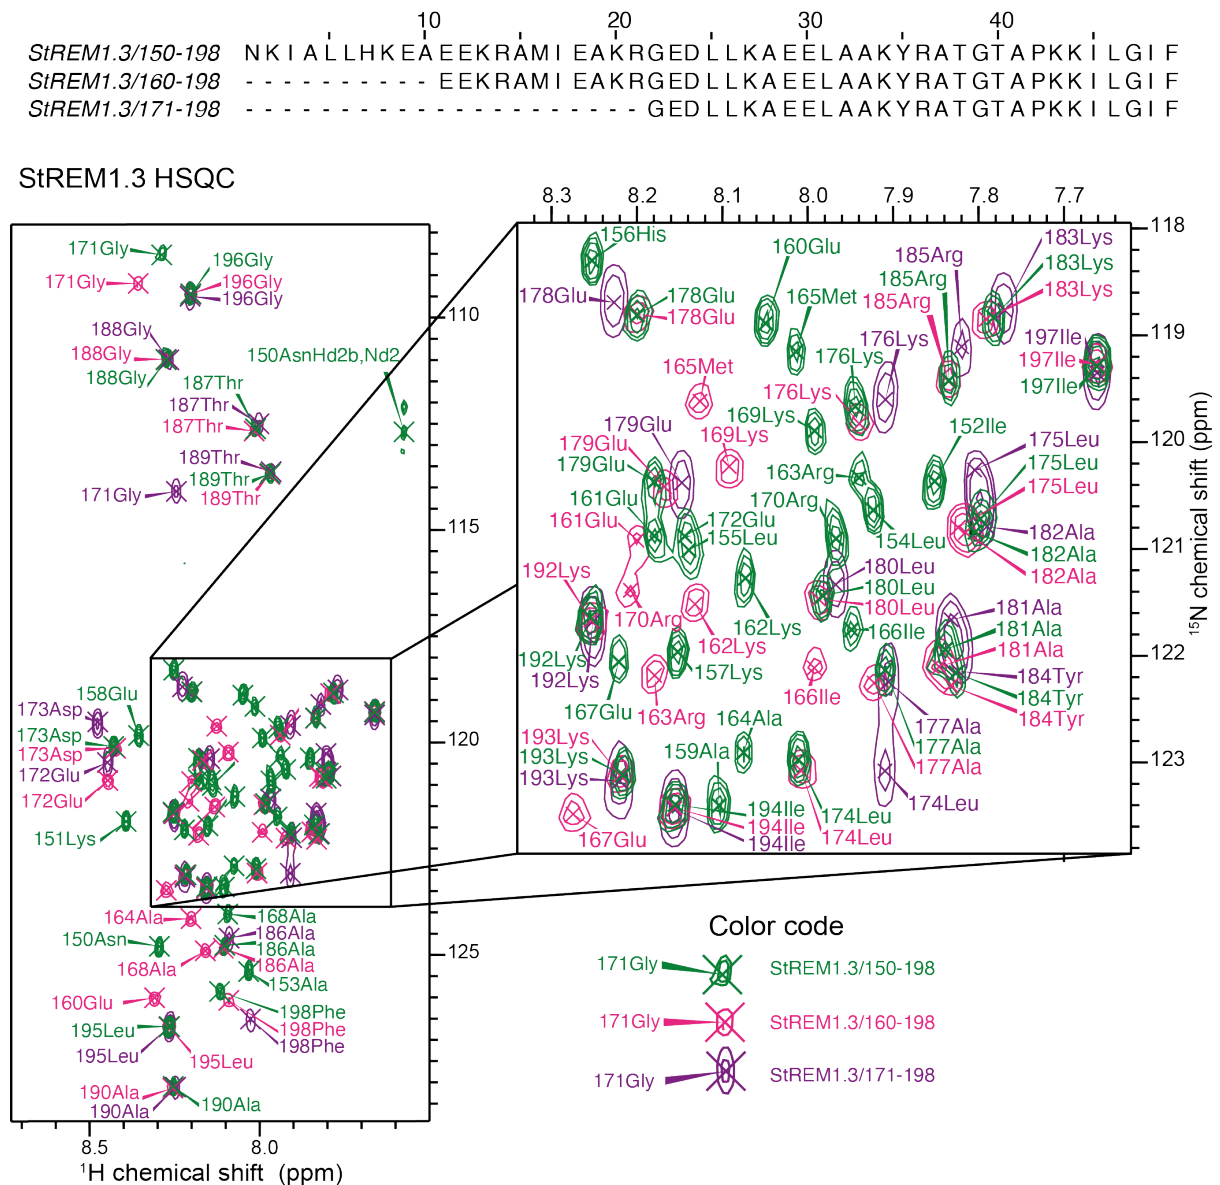 10 20 30 40
StREM1.3/150-198 NKIALLHKEAEEKRAMIEAKRGEDLLKAEELAAKYRATGTAPKKILGIF
StREM1.3/160-198 ----------EEKRAMIEAKRGEDLLKAEELAAKYRATGTAPKKILGIF
StREM1.3/171-198 ---------------------GEDLLKAEELAAKYRATGTAPKKILGIF
StREM1.3 HSQC
8.3 8.2 8.1 8.0 7.9 7.8 7.7
118
119
120
121
122
123
15N chemical shift (ppm)
171Gly
171Gly
196Gly
196Gly
196Gly
188Gly
188Gly
188Gly
150AsnHd2b,Nd2
187Thr
187Thr
187Thr
189Thr
189Thr
189Thr
171Gly
110
115
120
125
158Glu
173Asp
173Asp
173Asp
172Glu
172Glu
151Lys
164Ala
150Asn
168Ala
160Glu
195Leu
195Leu
190Ala
190Ala
168Ala
186Ala
186Ala
186Ala
153Ala
198Phe
198Phe
198Phe
195Leu
190Ala
8.5 8.0
1H chemical shift (ppm)
156His
160Glu
185Arg
185Arg
185Arg
183Lys
183Lys
183Lys
178Glu
178Glu
178Glu
165Met
176Lys
176Lys
197Ile
197Ile
197Ile
165Met
176Lys
169Lys
152Ile
179Glu
179Glu
179Glu
169Lys
163Arg
175Leu
175Leu
175Leu
161Glu
161Glu
172Glu
155Leu
170Arg
154Leu
182Ala
182Ala
182Ala
192Lys
180Leu
180Leu
180Leu
170Arg
162Lys
162Lys
166Ile
181Ala
181Ala
181Ala
192Lys
192Lys
157Lys
166Ile
184Tyr
184Tyr
184Tyr
167Glu
163Arg
164Ala
177Ala
177Ala
177Ala
193Lys
193Lys
193Lys
159Ala
174Leu
167Glu
194Ile
194Ile
194Ile
174Leu
174Leu
Color code
171Gly StREM1.3/150-198
171Gly StREM1.3/160-198
171Gly StREM1.3/171-198